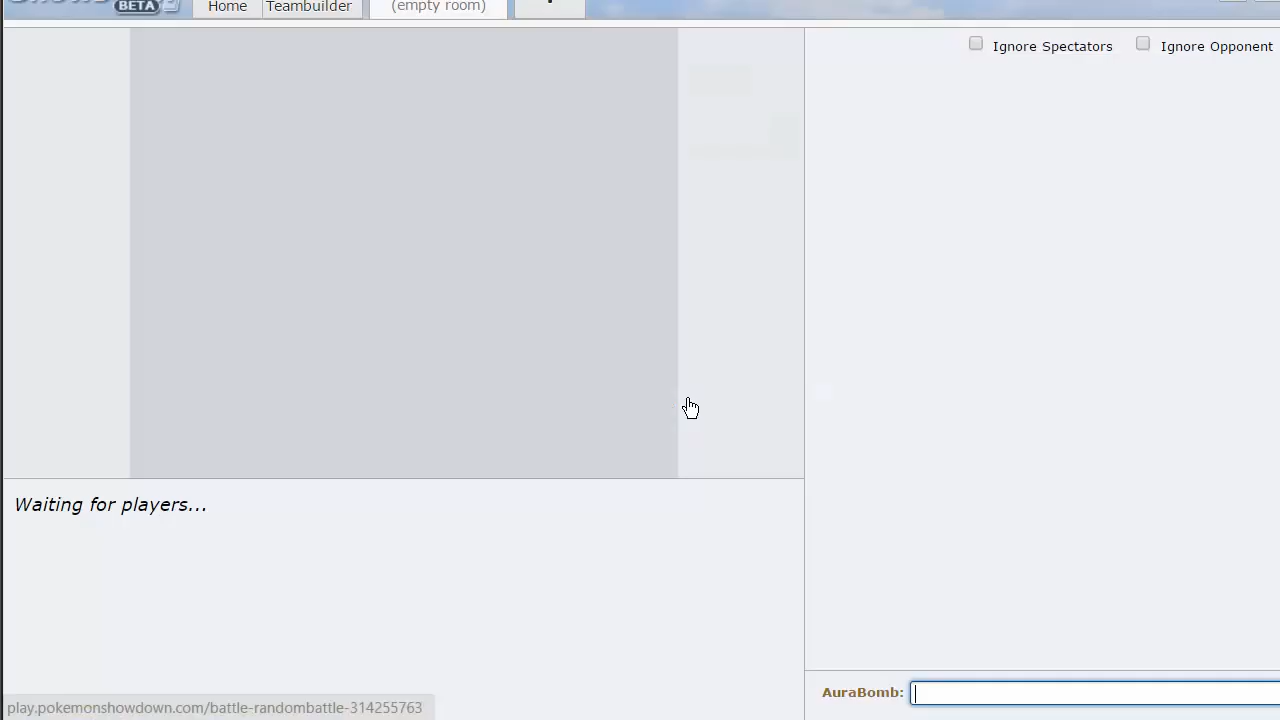 BETA
Home
Teambuilder
(empty room)
Ignore Spectators
Ignore Opponent
Waiting for players...
AuraBomb:
play.pokemonshowdown.com/battle-randombattle-314255763